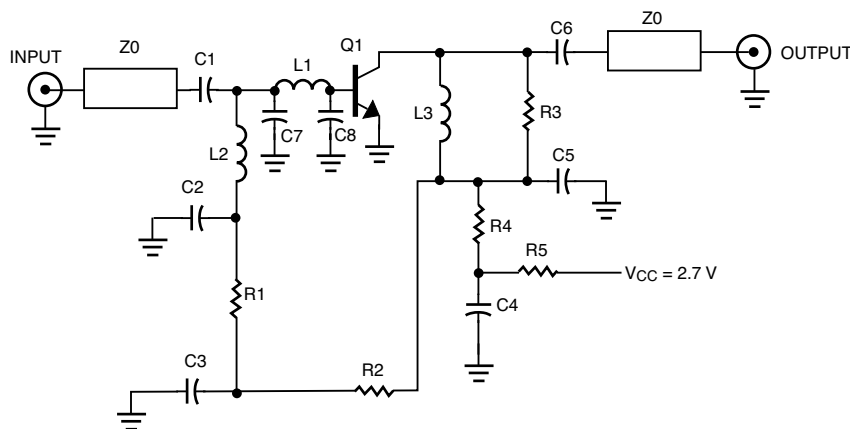 INPUT
Z0
C1
L1
Q1
C6
Z0
OUTPUT
C7
C8
L3
R3
L2
C2
C5
R4
R5
VCC = 2.7 V
R1
C4
C3
R2